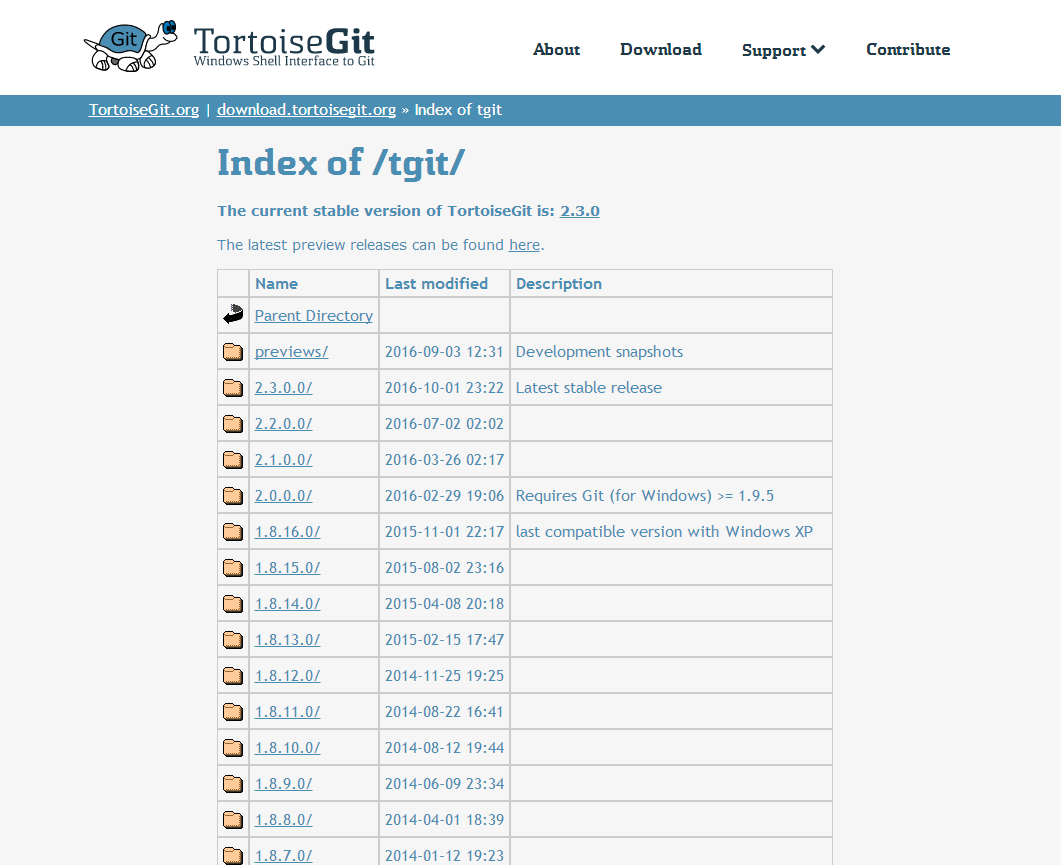 Git
TortoiseGit
Windows Shell Interface to Git
About Download Support Contribute
TortoiseGit.org | download.tortoisegit.org » Index of tgit
Index of /tgit/
The current stable version of TortoiseGit is: 2.3.0
The latest preview releases can be found here.
Name Last modified Description
Parent Directory
previews/ 2016-09-03 12:31 Development snapshots
2.3.0.0/ 2016-10-01 23:22 Latest stable release
2.2.0.0/ 2016-07-02 02:02
2.1.0.0/ 2016-03-26 02:17
2.0.0.0/ 2016-02-29 19:06 Requires Git (for Windows) >= 1.9.5
1.8.16.0/ 2015-11-01 22:17 last compatible version with Windows XP
1.8.15.0/ 2015-08-02 23:16
1.8.14.0/ 2015-04-08 20:18
1.8.13.0/ 2015-02-15 17:47
1.8.12.0/ 2014-11-25 19:25
1.8.11.0/ 2014-08-22 16:41
1.8.10.0/ 2014-08-12 19:44
1.8.9.0/ 2014-06-09 23:34
1.8.8.0/ 2014-04-01 18:39
1.8.7.0/ 2014-01-12 19:23